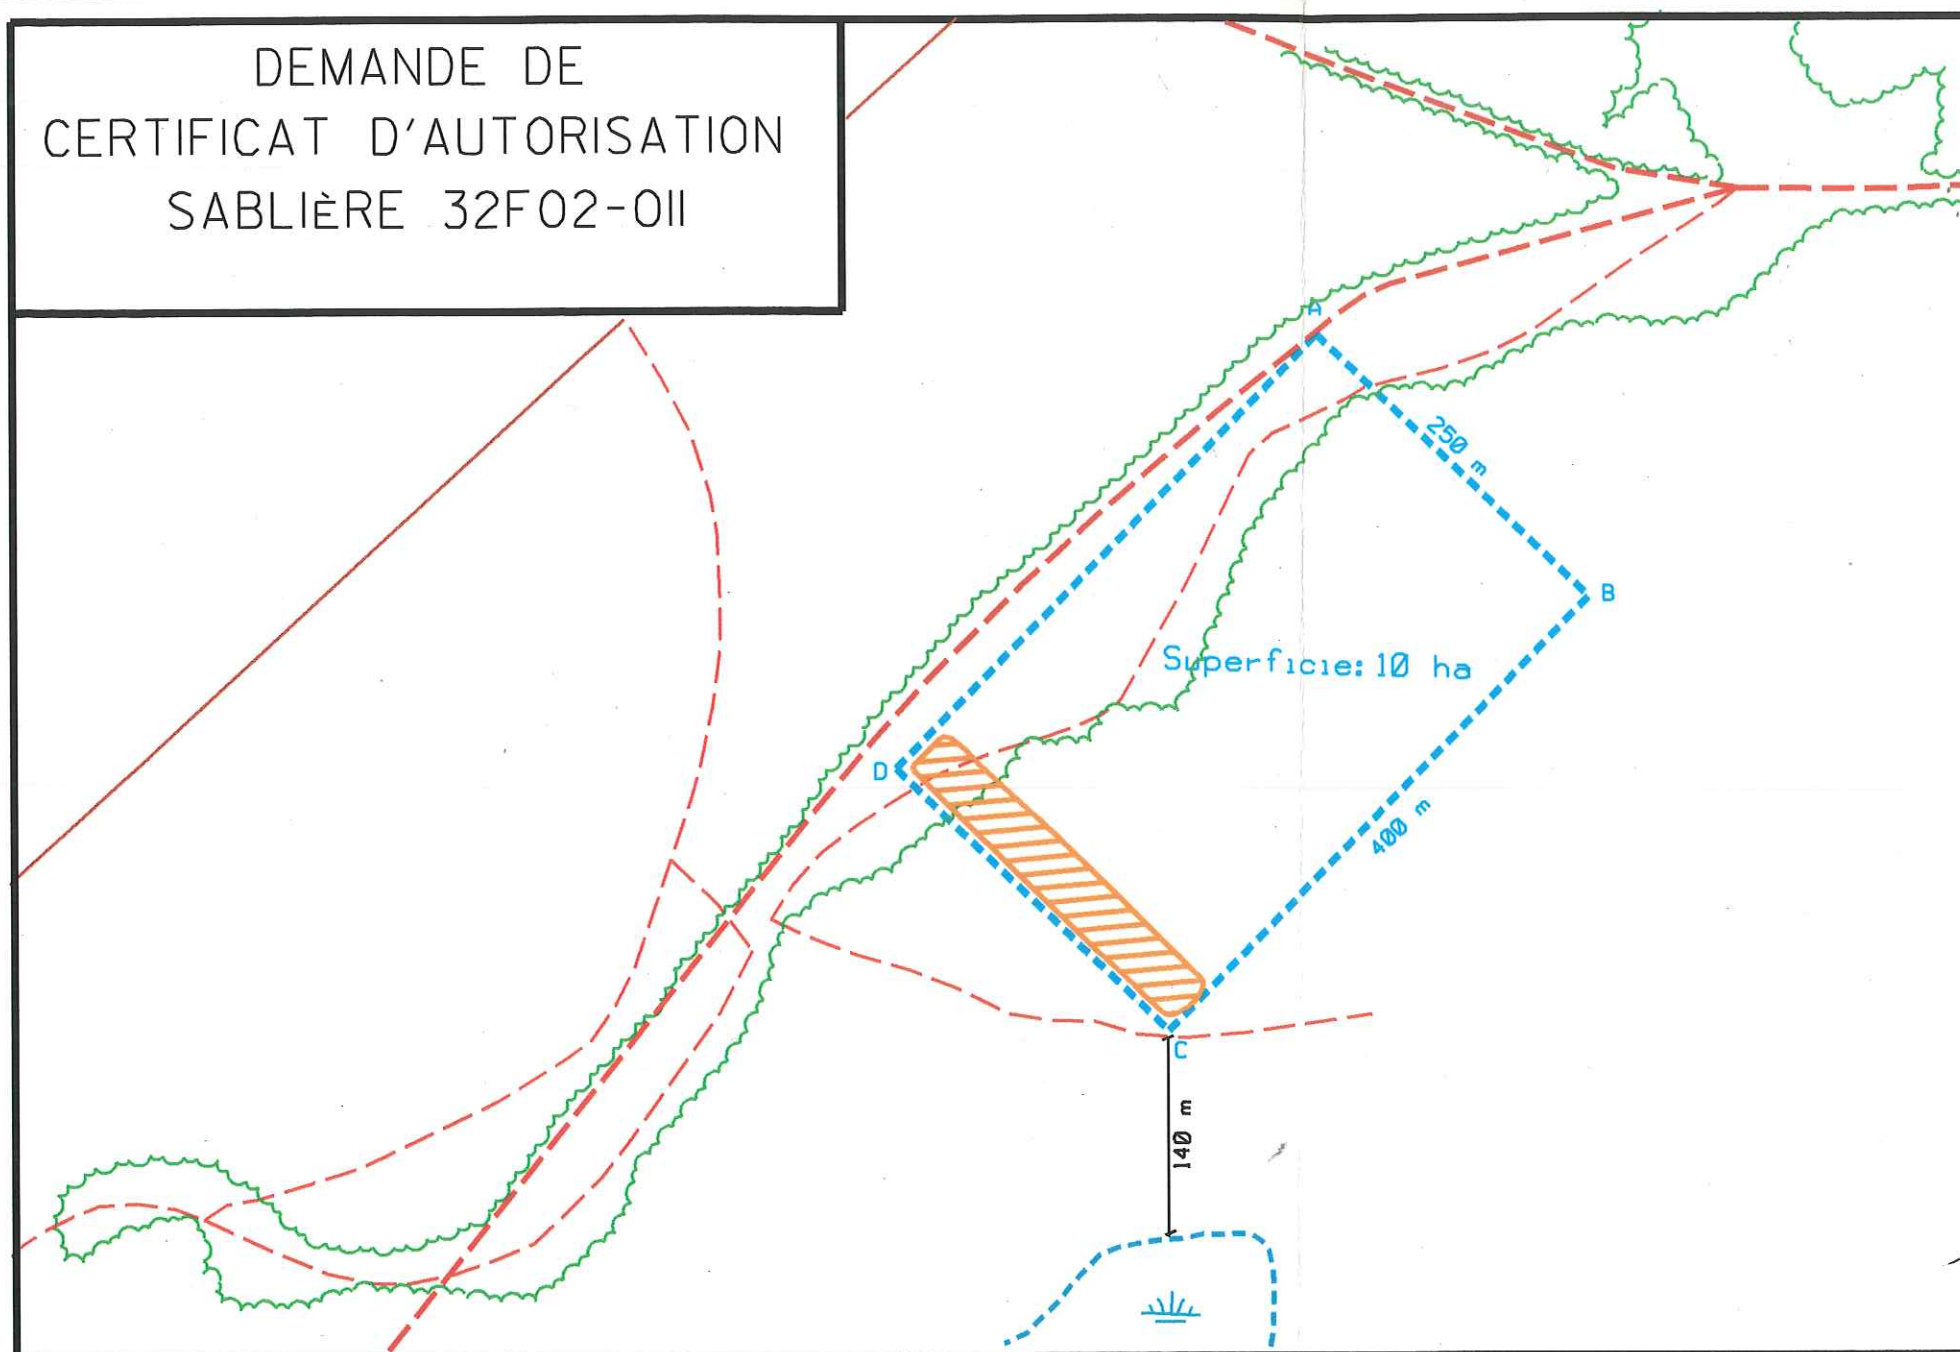 DEMANDE DE
CERTIFICAT D'AUTORISATION
SABLIÈRE 32F02-011
A
250 m
B
Superficie: 10 ha
D
400 m
C
140 m